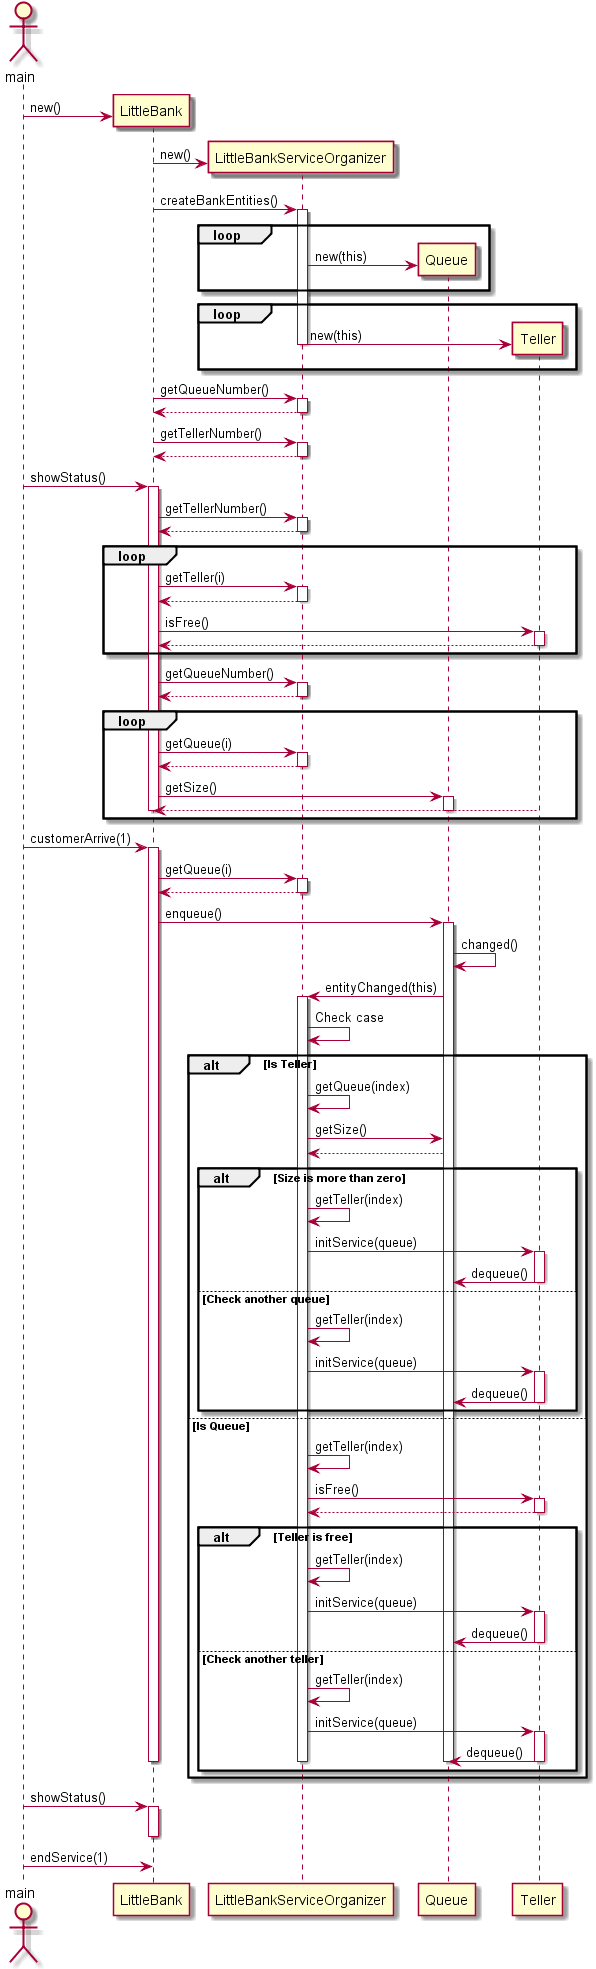 main
LittleBank
new()
LittleBankServiceOrganizer
new()
createBankEntities()
loop
Queue
new(this)
loop
Teller
new(this)
getQueueNumber()
getTellerNumber()
showStatus()
getTellerNumber()
loop
getTeller(i)
isFree()
getQueueNumber()
loop
getQueue(i)
getSize()
customerArrive(1)
getQueue(i)
enqueue()
changed()
entityChanged(this)
Check case
alt [Is Teller]
getQueue(index)
getSize()
alt [Size is more than zero]
getTeller(index)
initService(queue)
dequeue()
[Check another queue]
getTeller(index)
initService(queue)
dequeue()
[Is Queue]
getTeller(index)
isFree()
alt [Teller is free]
getTeller(index)
initService(queue)
dequeue()
[Check another teller]
getTeller(index)
initService(queue)
dequeue()
showStatus()
endService(1)
main LittleBank LittleBankServiceOrganizer Queue Teller